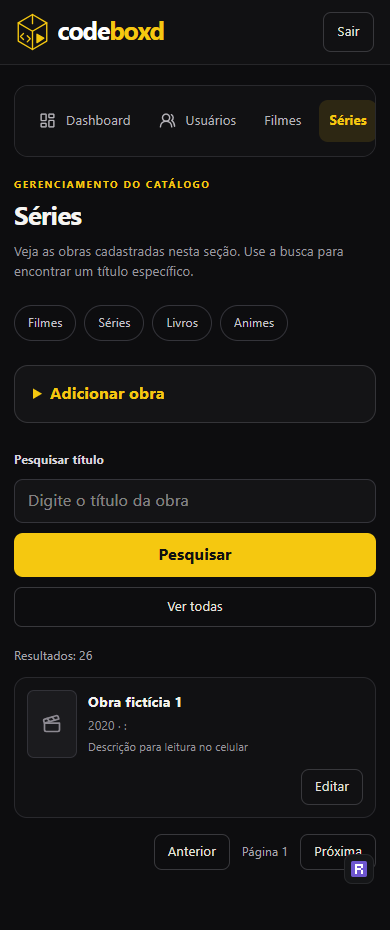 codeboxd
Sair
Dashboard Usuários Filmes Séries
GERENCIAMENTO DO CATÁLOGO
Séries
Veja as obras cadastradas nesta seção. Use a busca para
encontrar um título específico.
Filmes Séries Livros Animes
▶ Adicionar obra
Pesquisar título
Digite o título da obra
Pesquisar
Ver todas
Resultados: 26
Obra fictícia 1
2020 · :
Descrição para leitura no celular
Editar
Anterior Página 1 Próxima